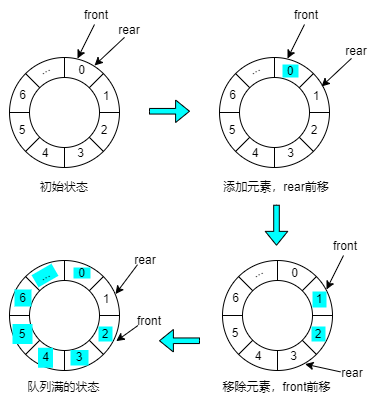 front
rear
... 0
6 1
5 2
4 3
初始状态
front
rear
... 0
6 1
5 2
4 3
添加元素，rear前移
rear
front
... 0
6 1
5 2
4 3
队列满的状态
front
rear
... 0
6 1
5 2
4 3
移除元素，front前移